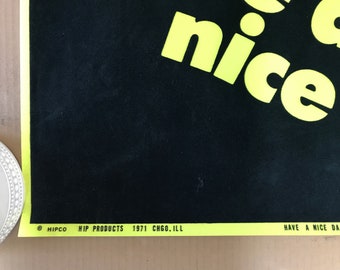 nice
© HIPCO HIP PRODUCTS 1971 CHGO, ILL HAVE A NICE DA